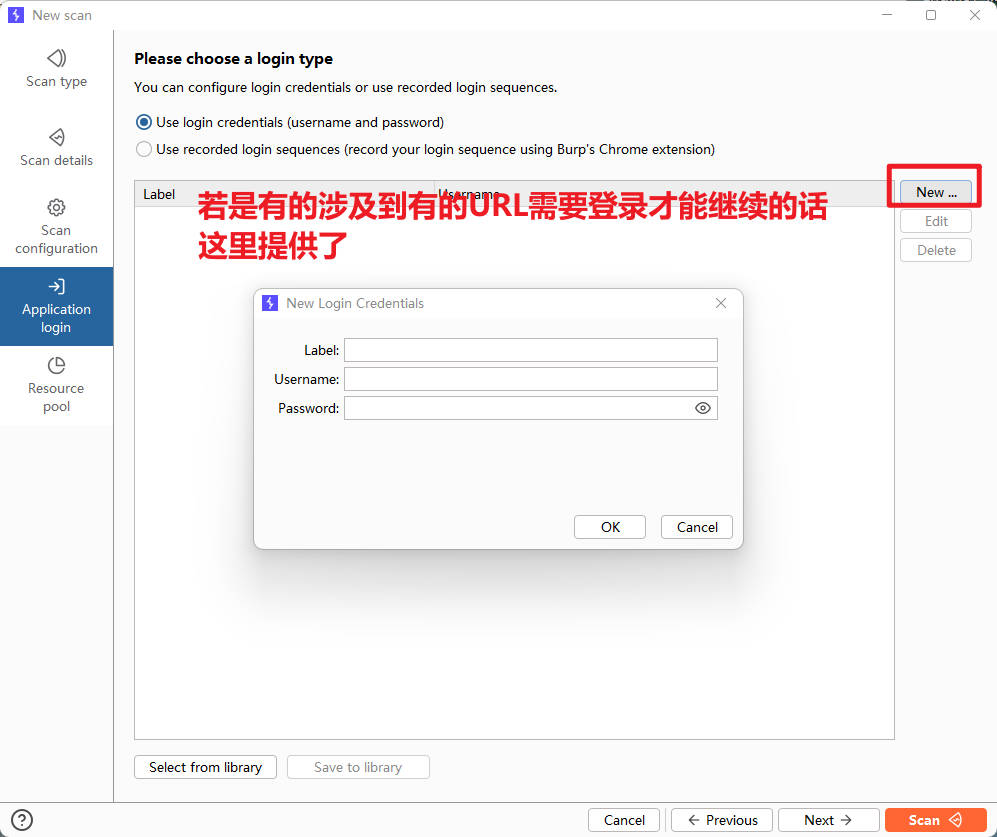 New scan
Scan type
Scan details
Scan
configuration
Application
login
Resource
pool
Please choose a login type
You can configure login credentials or use recorded login sequences.
Use login credentials (username and password)
Use recorded login sequences (record your login sequence using Burp's Chrome extension)
Label
Username
New ...
Edit
Delete
若是有的涉及到有的URL需要登录才能继续的话
这里提供了
New Login Credentials
Label:
Username:
Password:
OK
Cancel
Select from library
Save to library
?
Cancel
← Previous
Next →
Scan